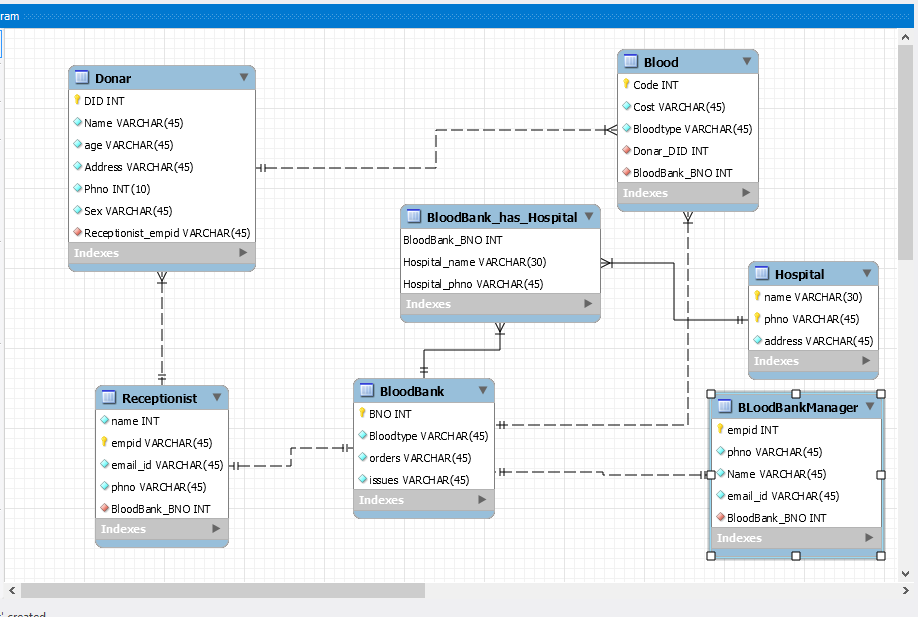 ram
Donar
DID INT
Name VARCHAR(45)
age VARCHAR(45)
Address VARCHAR(45)
Phno INT(10)
Sex VARCHAR(45)
Receptionist_empid VARCHAR(45)
Indexes
Blood
Code INT
Cost VARCHAR(45)
Bloodtype VARCHAR(45)
Donar_DID INT
BloodBank_BNO INT
Indexes
BloodBank_has_Hospital
BloodBank_BNO INT
Hospital_name VARCHAR(30)
Hospital_phno VARCHAR(45)
Indexes
Hospital
name VARCHAR(30)
phno VARCHAR(45)
address VARCHAR(45)
Indexes
Receptionist
name INT
empid VARCHAR(45)
email_id VARCHAR(45)
phno VARCHAR(45)
BloodBank_BNO INT
Indexes
BloodBank
BNO INT
Bloodtype VARCHAR(45)
orders VARCHAR(45)
issues VARCHAR(45)
Indexes
BLoodBankManager
empid INT
phno VARCHAR(45)
Name VARCHAR(45)
email_id VARCHAR(45)
BloodBank_BNO INT
Indexes
' created